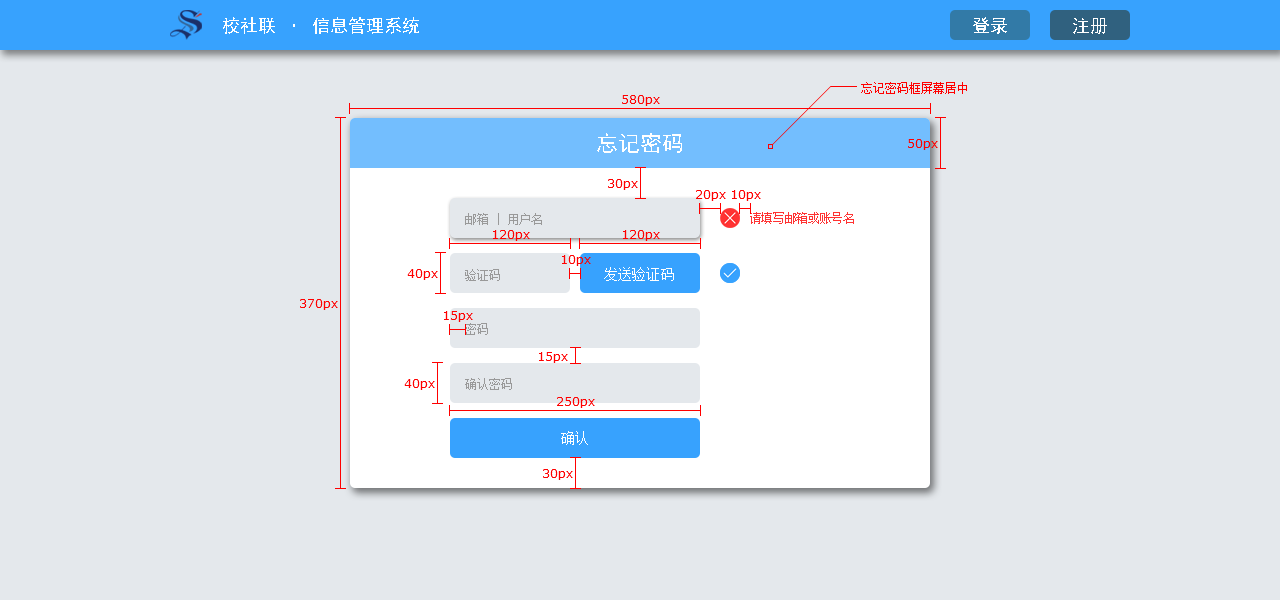 校社联 · 信息管理系统
登录
注册
忘记密码框屏幕居中
580px
忘记密码
50px
30px
20px 10px
邮箱 | 用户名
请填写邮箱或账号名
120px
120px
10px
40px
验证码
发送验证码
370px
15px
密码
15px
40px
确认密码
250px
确认
30px